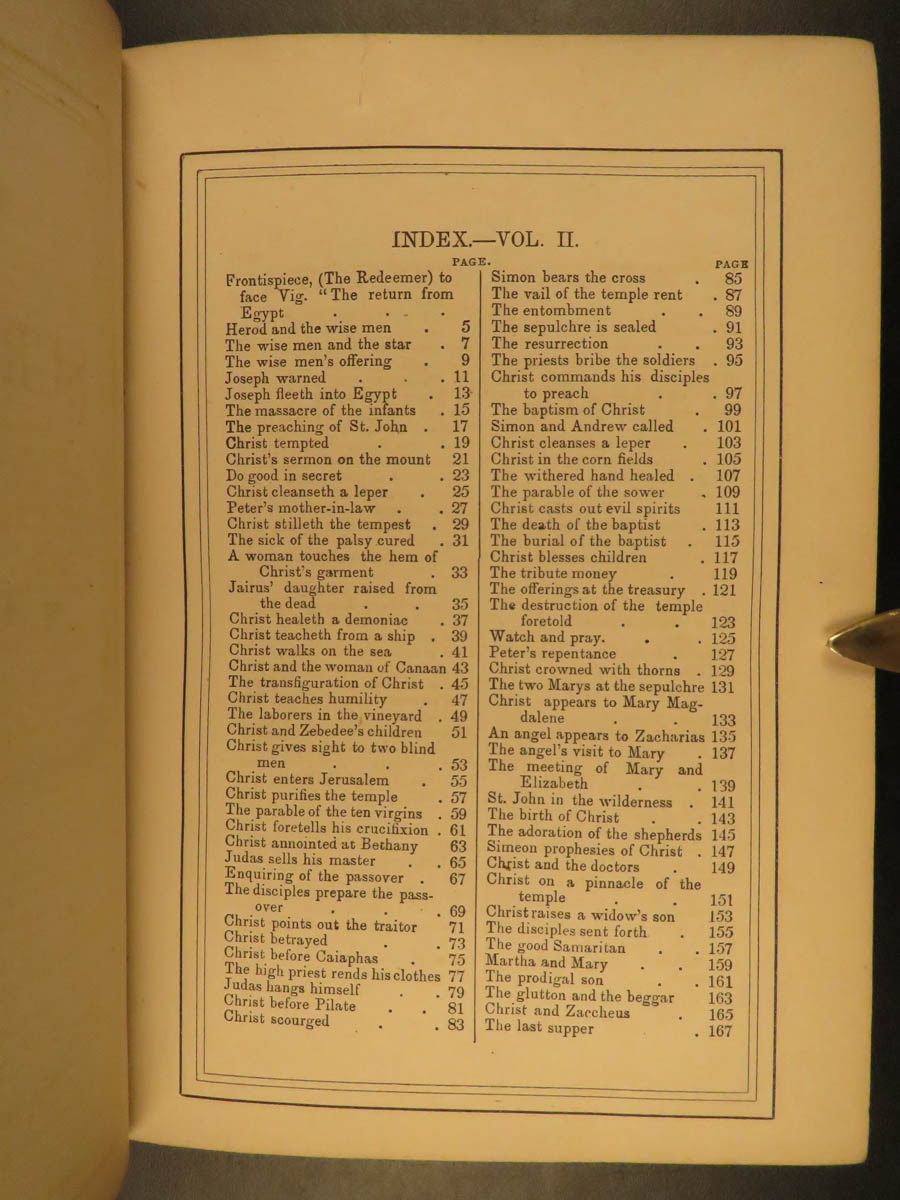 INDEX.—VOL. II.
PAGE.
Frontispiece, (The Redeemer) to
face Vig. "The return from
Egypt . . .
Herod and the wise men . 5
The wise men and the star . 7
The wise men's offering . 9
Joseph warned . . . 11
Joseph fleeth into Egypt . 13
The massacre of the infants . 15
The preaching of St. John . 17
Christ tempted . . 19
Christ's sermon on the mount 21
Do good in secret . . 23
Christ cleanseth a leper . 25
Peter's mother-in-law . . 27
Christ stilleth the tempest . 29
The sick of the palsy cured . 31
A woman touches the hem of
Christ's garment . 33
Jairus' daughter raised from
the dead . . 35
Christ healeth a demoniac . 37
Christ teacheth from a ship . 39
Christ walks on the sea . 41
Christ and the woman of Canaan 43
The transfiguration of Christ . 45
Christ teaches humility . 47
The laborers in the vineyard . 49
Christ and Zebedee's children 51
Christ gives sight to two blind
men . . . 53
Christ enters Jerusalem . 55
Christ purifies the temple . 57
The parable of the ten virgins . 59
Christ foretells his crucifixion . 61
Christ annointed at Bethany 63
Judas sells his master . . 65
Enquiring of the passover . 67
The disciples prepare the pass-
over . . . 69
Christ points out the traitor 71
Christ betrayed . . 73
Christ before Caiaphas . 75
The high priest rends his clothes 77
Judas hangs himself . . 79
Christ before Pilate . . 81
Christ scourged . . 83
PAGE
Simon bears the cross . 85
The vail of the temple rent . 87
The entombment . . 89
The sepulchre is sealed . 91
The resurrection . . 93
The priests bribe the soldiers . 95
Christ commands his disciples
to preach . . 97
The baptism of Christ . 99
Simon and Andrew called . 101
Christ cleanses a leper . 103
Christ in the corn fields . 105
The withered hand healed . 107
The parable of the sower . 109
Christ casts out evil spirits 111
The death of the baptist . 113
The burial of the baptist . 115
Christ blesses children . 117
The tribute money . 119
The offerings at the treasury . 121
The destruction of the temple
foretold . . 123
Watch and pray. . . 125
Peter's repentance . 127
Christ crowned with thorns . 129
The two Marys at the sepulchre 131
Christ appears to Mary Mag-
dalene . . 133
An angel appears to Zacharias 135
The angel's visit to Mary . 137
The meeting of Mary and
Elizabeth . . 139
St. John in the wilderness . 141
The birth of Christ . . 143
The adoration of the shepherds 145
Simeon prophesies of Christ . 147
Christ and the doctors . 149
Christ on a pinnacle of the
temple . . 151
Christ raises a widow's son 153
The disciples sent forth . 155
The good Samaritan . . 157
Martha and Mary . . 159
The prodigal son . . 161
The glutton and the beggar 163
Christ and Zaccheus . 165
The last supper . 167